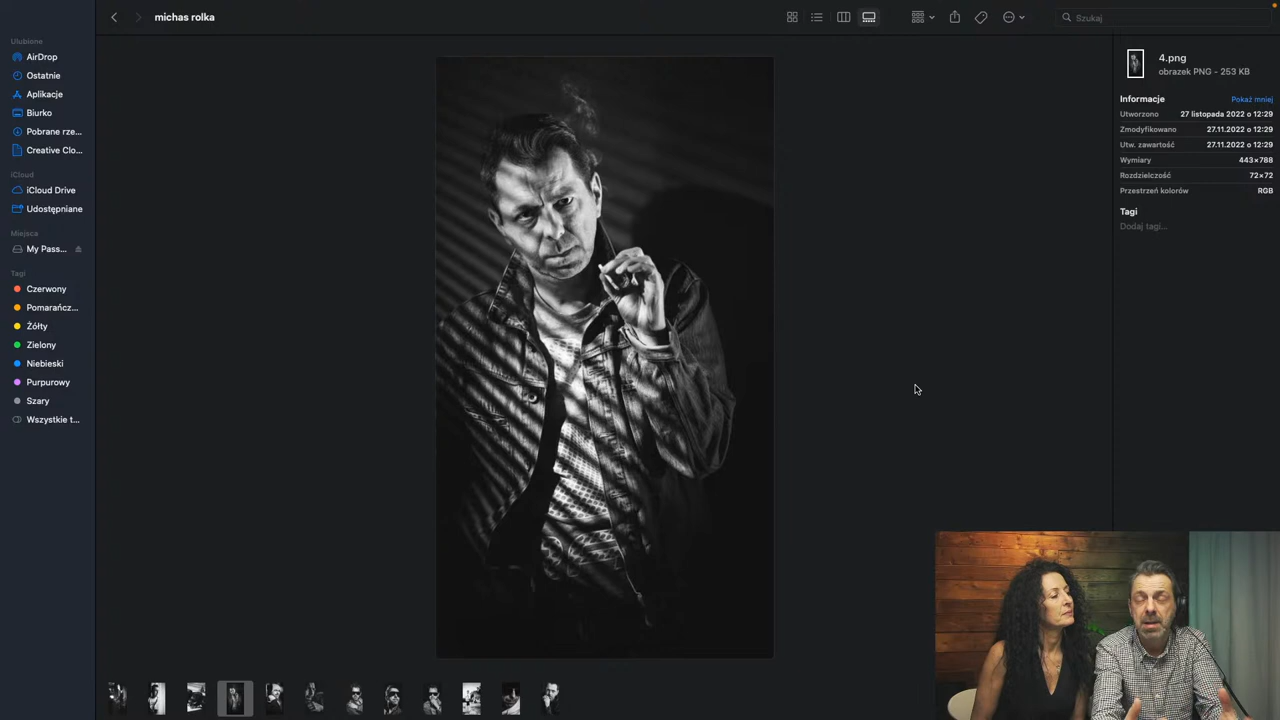 michas rolka
Szukaj
Ulubione
AirDrop
Ostatnie
Aplikacje
Biurko
Pobrane rze...
Creative Clo...
iCloud
iCloud Drive
Udostępniane
Miejsca
My Pass...
Tagi
Czerwony
Pomarańcz...
Żółty
Zielony
Niebieski
Purpurowy
Szary
Wszystkie t...
4.png
obrazek PNG - 253 KB
Informacje Pokaż mniej
Utworzono 27 listopada 2022 o 12:29
Zmodyfikowano 27.11.2022 o 12:29
Utw. zawartość 27.11.2022 o 12:29
Wymiary 443×788
Rozdzielczość 72×72
Przestrzeń kolorów RGB
Tagi
Dodaj tagi...